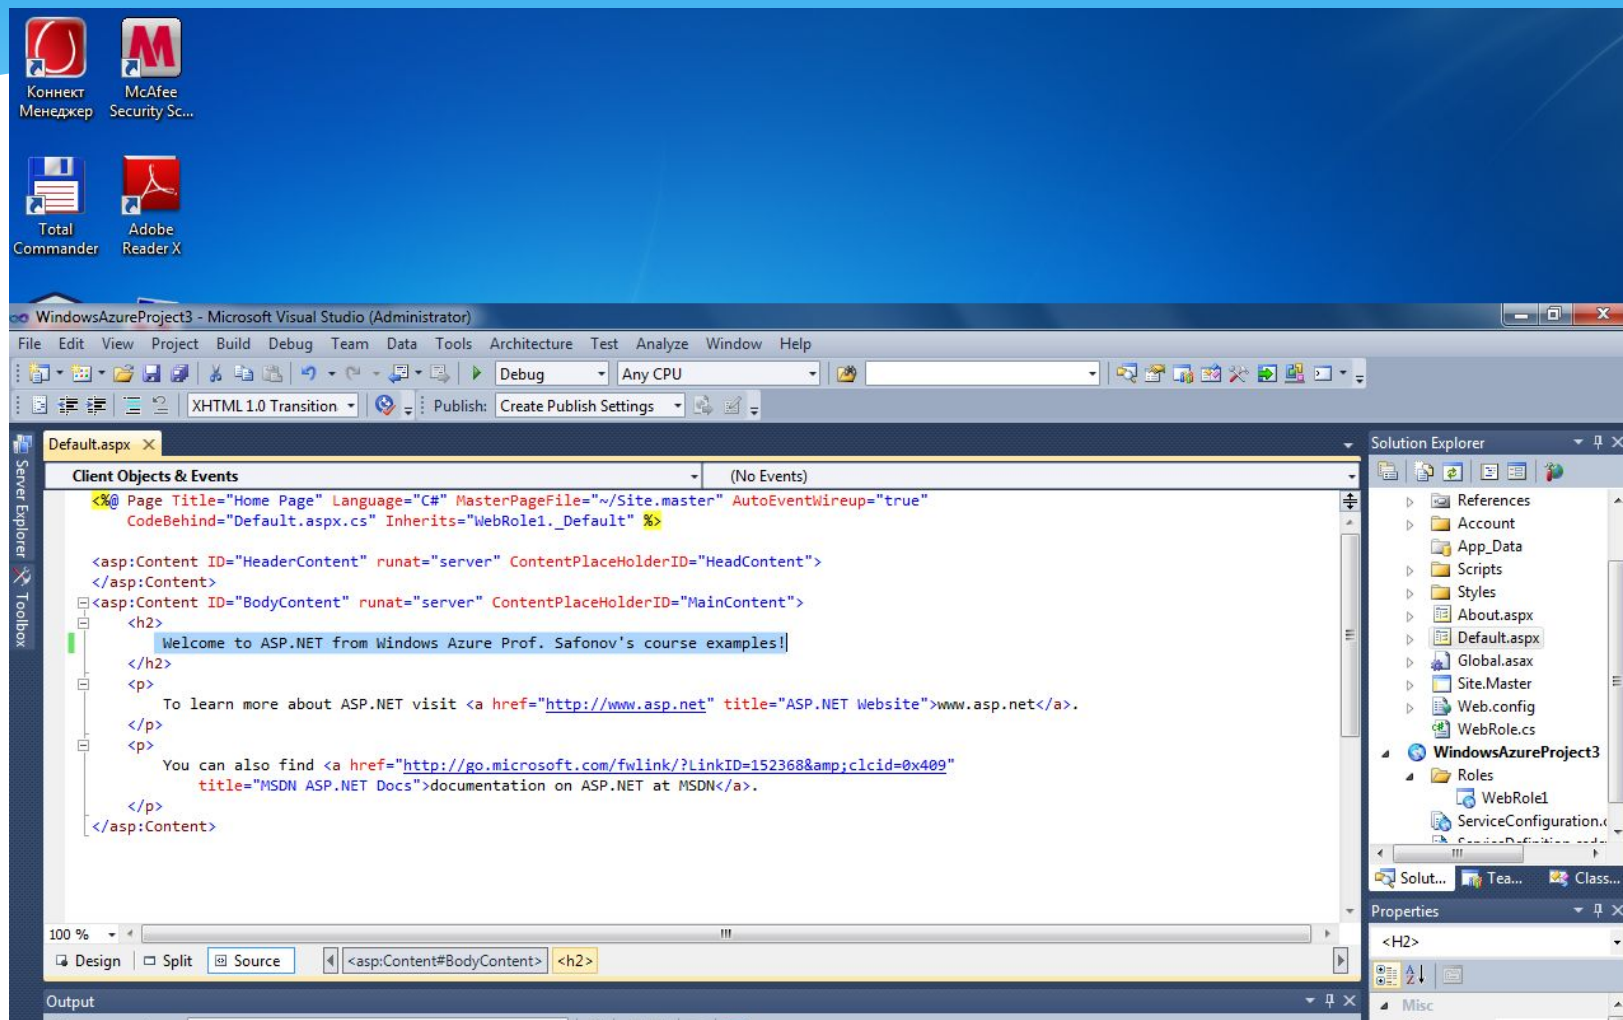 Коннект
Менеджер
McAfee
Security Sc...
Total
Commander
Adobe
Reader X
WindowsAzureProject3 - Microsoft Visual Studio (Administrator)
File Edit View Project Build Debug Team Data Tools Architecture Test Analyze Window Help
Debug Any CPU
XHTML 1.0 Transition Publish: Create Publish Settings
Server Explorer
Toolbox
Default.aspx
Client Objects & Events (No Events)
<%@ Page Title="Home Page" Language="C#" MasterPageFile="~/Site.master" AutoEventWireup="true"
CodeBehind="Default.aspx.cs" Inherits="WebRole1._Default" %>
<asp:Content ID="HeaderContent" runat="server" ContentPlaceHolderID="HeadContent">
</asp:Content>
<asp:Content ID="BodyContent" runat="server" ContentPlaceHolderID="MainContent">
<h2>
Welcome to ASP.NET from Windows Azure Prof. Safonov's course examples!
</h2>
<p>
To learn more about ASP.NET visit <a href="http://www.asp.net" title="ASP.NET Website">www.asp.net</a>.
</p>
<p>
You can also find <a href="http://go.microsoft.com/fwlink/?LinkID=152368&amp;clcid=0x409"
title="MSDN ASP.NET Docs">documentation on ASP.NET at MSDN</a>.
</p>
</asp:Content>
100 %
Design Split Source <asp:Content#BodyContent> <h2>
Output
Solution Explorer
References
Account
App_Data
Scripts
Styles
About.aspx
Default.aspx
Global.asax
Site.Master
Web.config
WebRole.cs
WindowsAzureProject3
Roles
WebRole1
ServiceConfiguration.c
Solut... Tea... Class...
Properties
<H2>
Misc